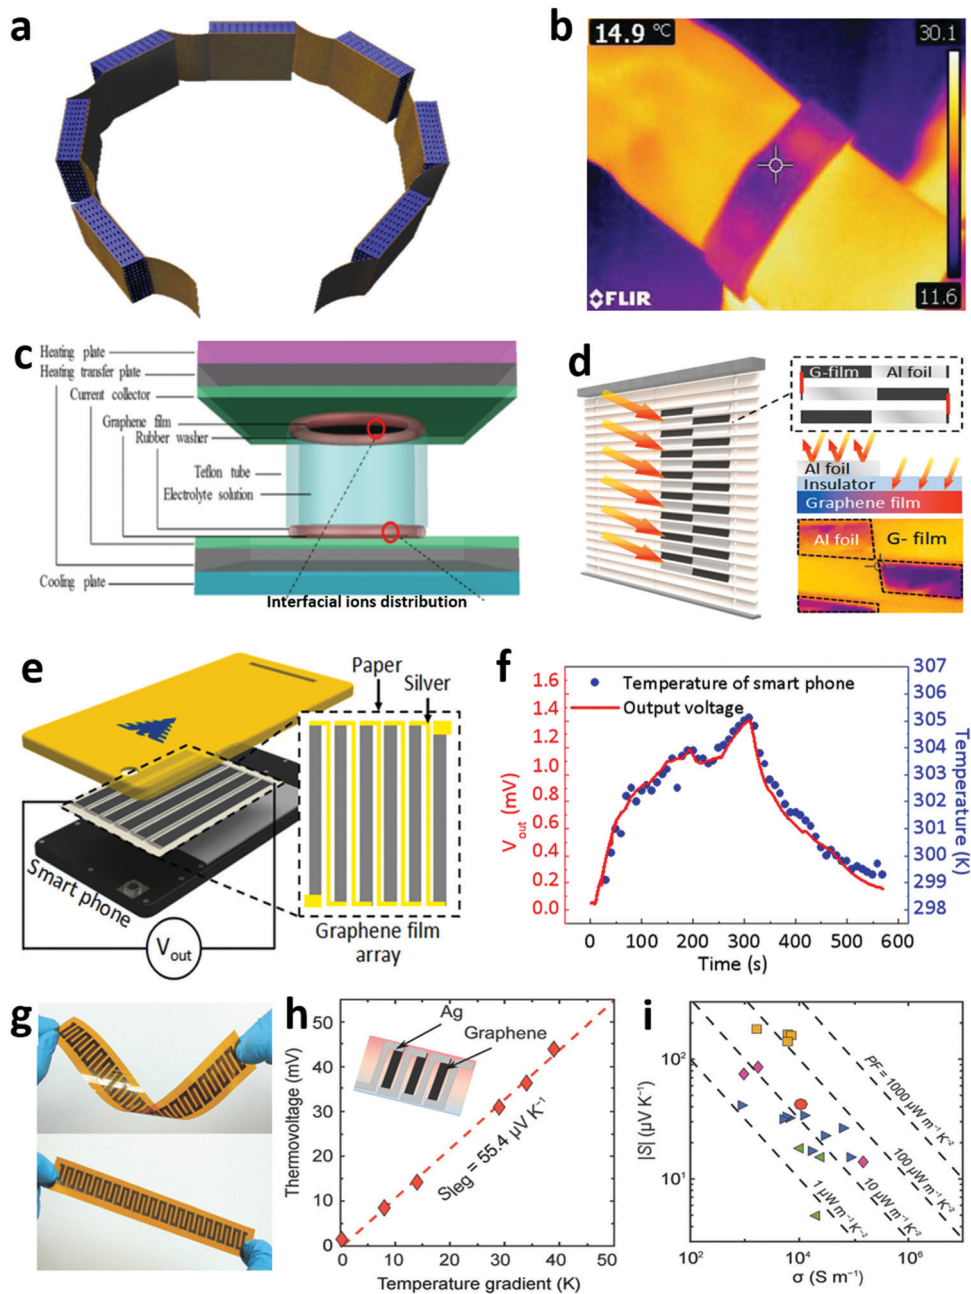 a
b
14.9 °C
30.1
FLIR
11.6
c
Heating plate
Heating transfer plate
Current collector
Graphene film
Rubber washer
Teflon tube
Electrolyte solution
Cooling plate
Interfacial ions distribution
d
G-film Al foil
Al foil
Insulator
Graphene film
Al foil
G- film
e
Paper
Silver
Smart phone
Vout
Graphene film
array
f
Temperature of smart phone
Output voltage
Vout (mV)
1.6
1.4
1.2
1.0
0.8
0.6
0.4
0.2
0.0
307
306
305
304
303
302
301
300
299
298
Temperature (K)
0 100 200 300 400 500 600
Time (s)
g
h
Ag
Graphene
Sleg = 55.4 μV K⁻¹
Thermovoltage (mV)
50
40
30
20
10
0
0 10 20 30 40 50
Temperature gradient (K)
i
|S| (μV K⁻¹)
10²
10¹
PF = 1000 μW m⁻¹ K⁻²
100 μW m⁻¹ K⁻²
10 μW m⁻¹ K⁻²
1 μW m⁻¹ K⁻²
10² 10⁴ 10⁶
σ (S m⁻¹)